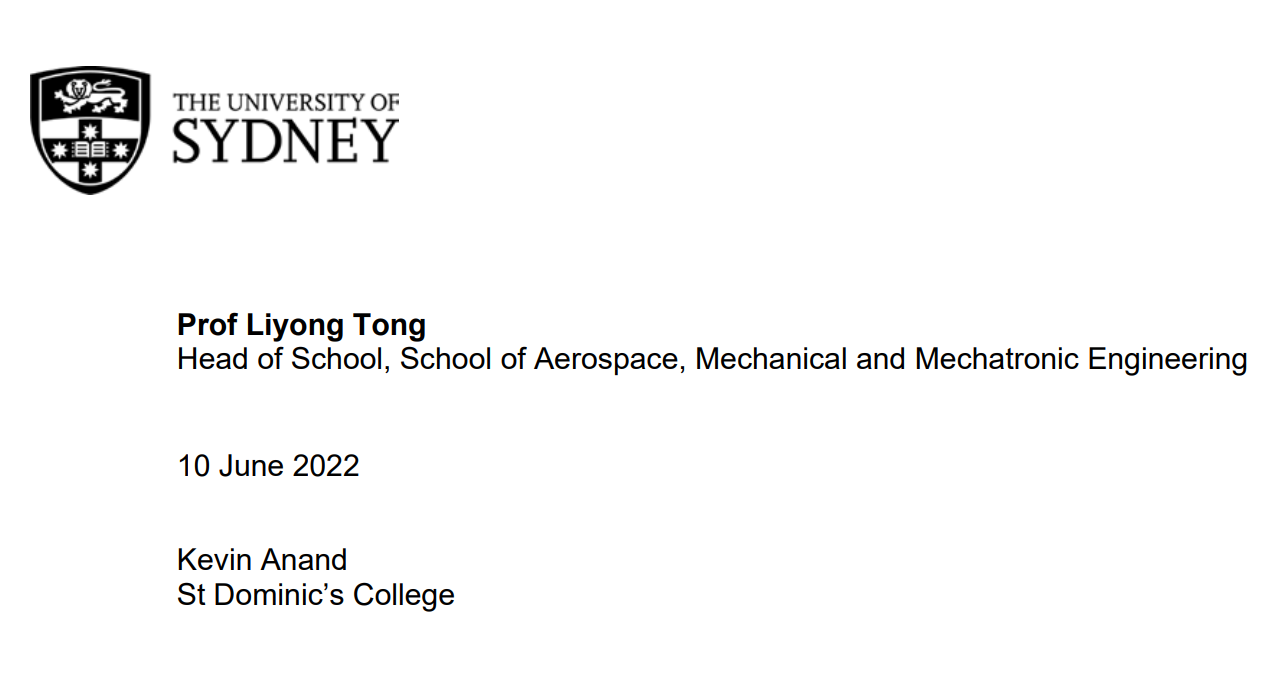 THE UNIVERSITY OF
SYDNEY
Prof Liyong Tong
Head of School, School of Aerospace, Mechanical and Mechatronic Engineering
10 June 2022
Kevin Anand
St Dominic’s College